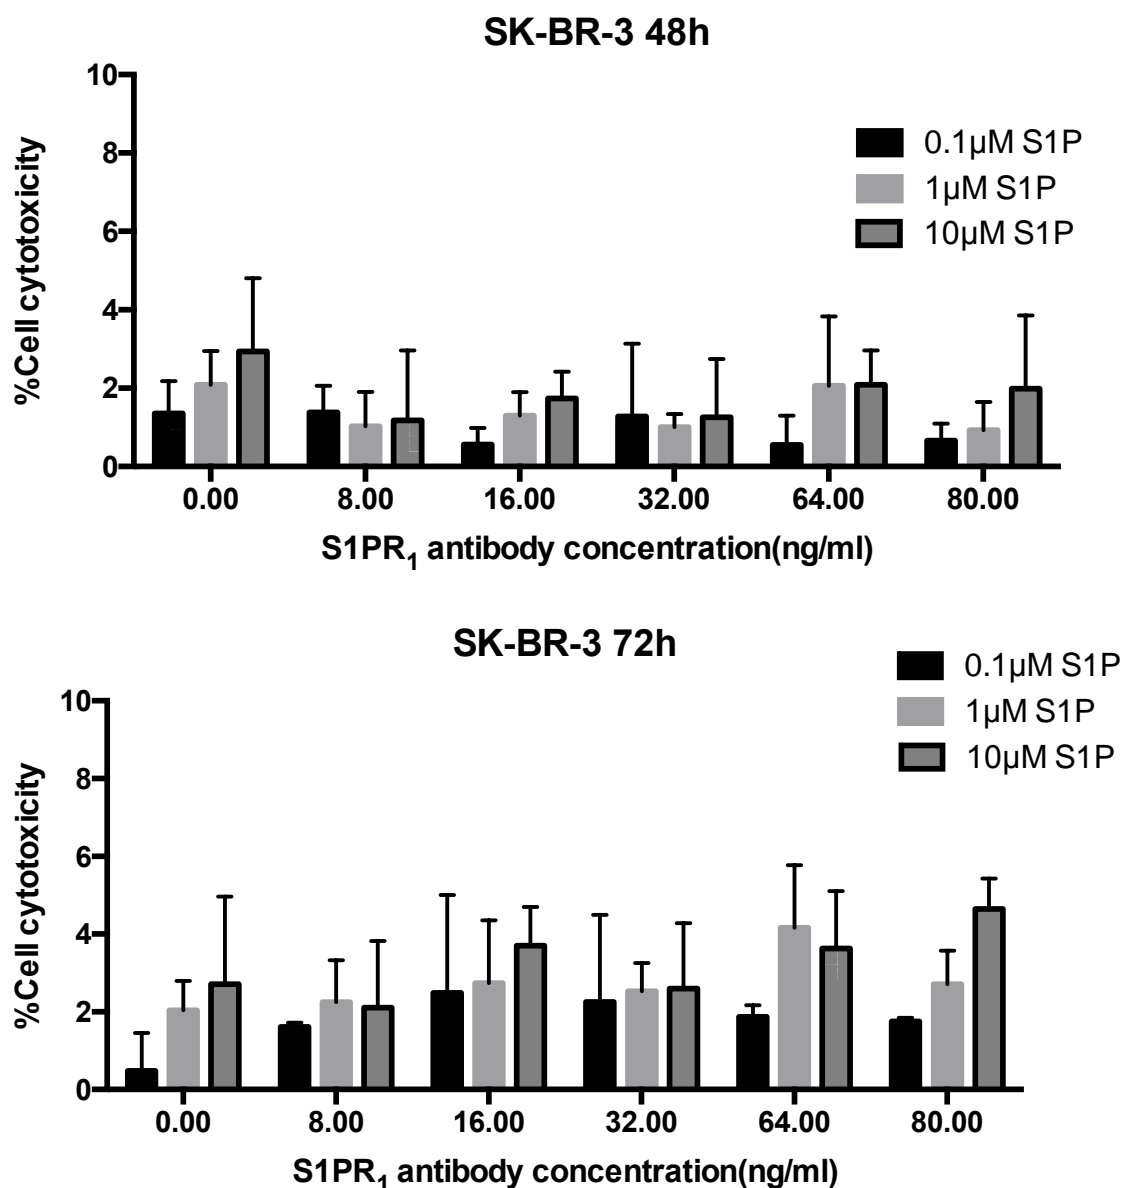 SK-BR-3 48h
10
8
6
4
2
0
%Cell cytotoxicity
0.1µM S1P
1µM S1P
10µM S1P
0.00 8.00 16.00 32.00 64.00 80.00
S1PR₁ antibody concentration(ng/ml)
SK-BR-3 72h
10
8
6
4
2
0
%Cell cytotoxicity
0.1µM S1P
1µM S1P
10µM S1P
0.00 8.00 16.00 32.00 64.00 80.00
S1PR₁ antibody concentration(ng/ml)